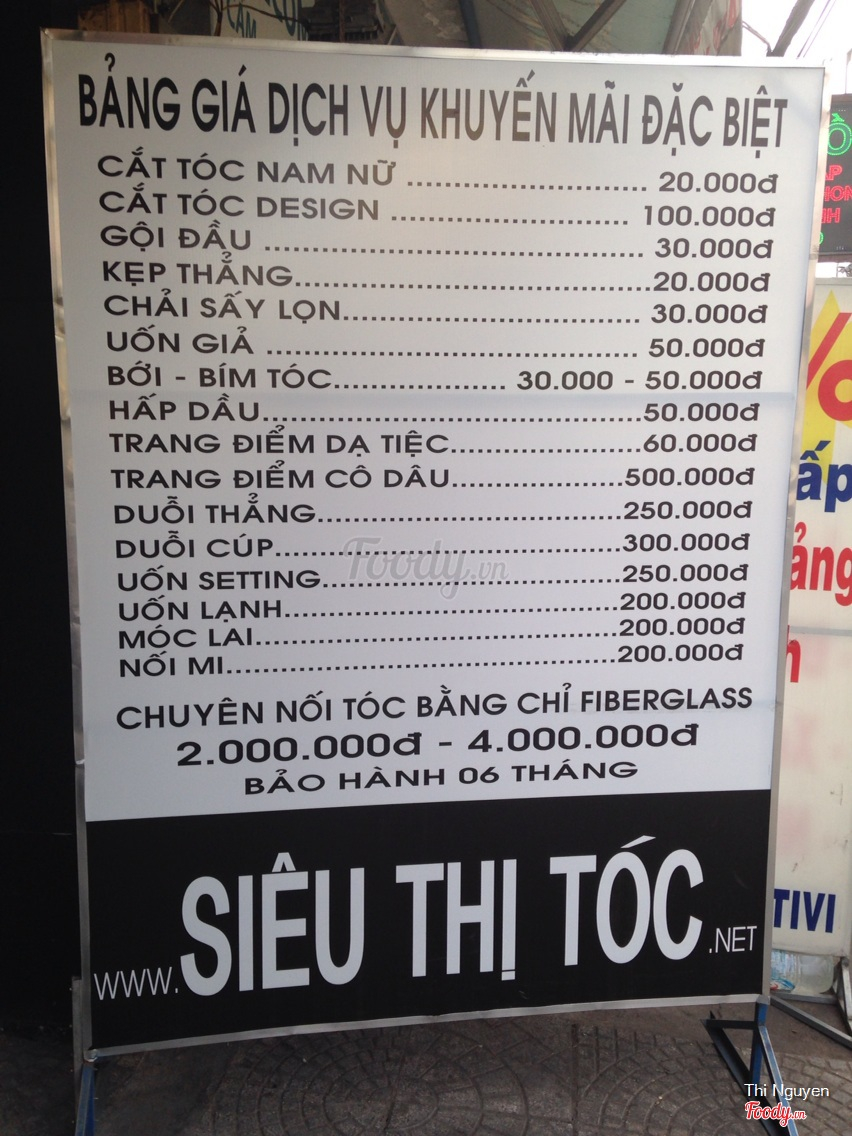 BẢNG GIÁ DỊCH VỤ KHUYẾN MÃI ĐẶC BIỆT
CẮT TÓC NAM NỮ ........................... 20.000đ
CẮT TÓC DESIGN ........................... 100.000đ
GỘI ĐẦU ........................................... 30.000đ
KẸP THẲNG........................................20.000đ
CHẢI SẤY LỌN.................................. 30.000đ
UỐN GIẢ .......................................... 50.000đ
BỚI - BÍM TÓC.................... 30.000 - 50.000đ
HẤP DẦU...........................................50.000đ
TRANG ĐIỂM DẠ TIỆC......................60.000đ
TRANG ĐIỂM CÔ DÂU...................500.000đ
DUỖI THẲNG...................................250.000đ
DUỖI CÚP.......................................300.000đ
UỐN SETTING..................................250.000đ
UỐN LẠNH......................................200.000đ
MÓC LAI.........................................200.000đ
NỐI MI............................................200.000đ
CHUYÊN NỐI TÓC BẰNG CHỈ FIBERGLASS
2.000.000đ - 4.000.000đ
BẢO HÀNH 06 THÁNG
WWW.SIÊU THỊ TÓC.NET
Foody.vn
ấp
ẳng
h
TIVI
Thi Nguyen
Foody.vn